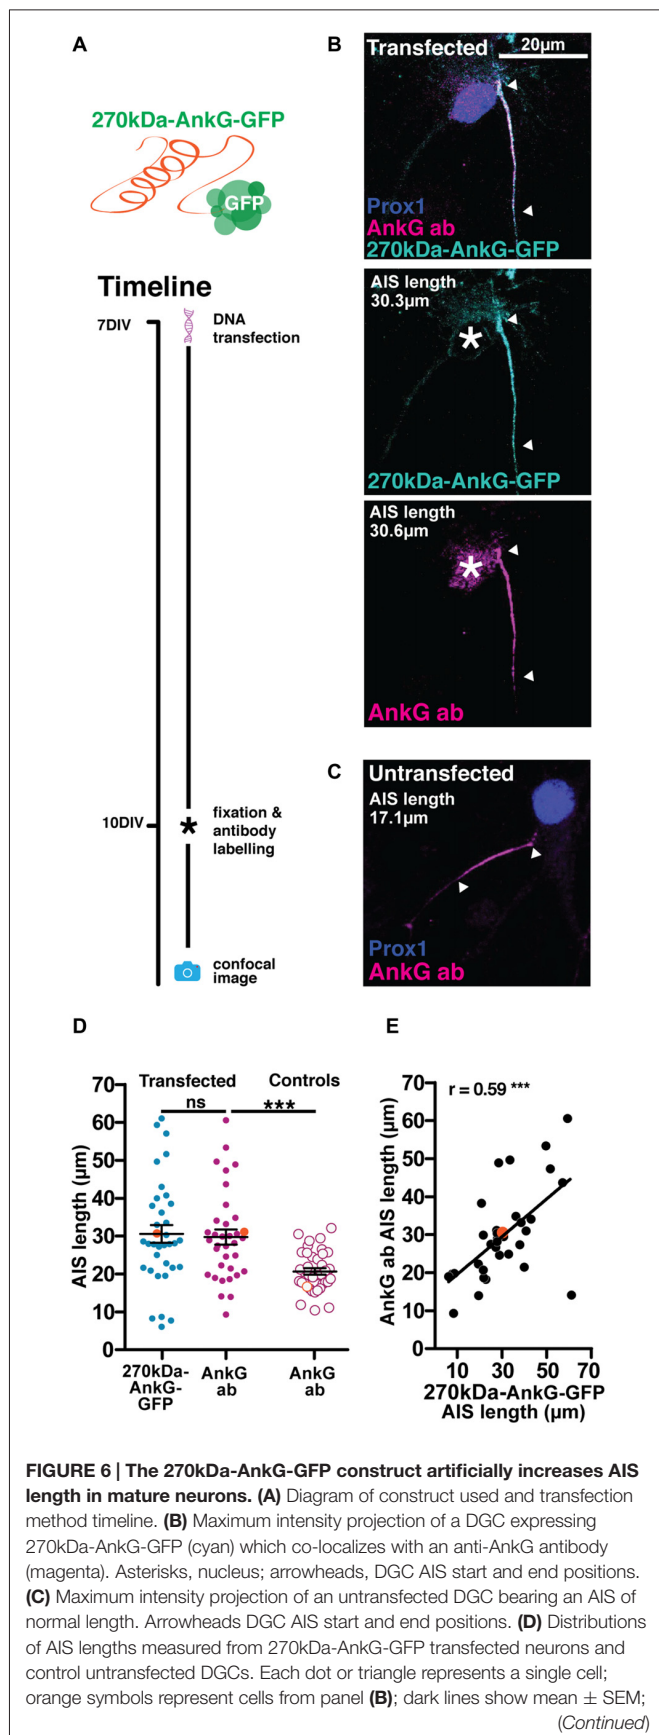 A
270kDa-AnkG-GFP
GFP
Timeline
7DIV
DNA
transfection
10DIV
*
fixation &
antibody
labelling
confocal
image
B
Transfected
20µm
Prox1
AnkG ab
270kDa-AnkG-GFP
AIS length
30.3µm
*
270kDa-AnkG-GFP
AIS length
30.6µm
*
AnkG ab
C
Untransfected
AIS length
17.1µm
Prox1
AnkG ab
D
Transfected
Controls
ns
***
AIS length (µm)
70
60
50
40
30
20
10
0
270kDa-
AnkG-
GFP
AnkG
ab
AnkG
ab
E
r = 0.59 ***
AnkG ab AIS length (µm)
70
60
50
40
30
20
10
0
10 30 50 70
270kDa-AnkG-GFP
AIS length (µm)
FIGURE 6 | The 270kDa-AnkG-GFP construct artificially increases AIS
length in mature neurons. (A) Diagram of construct used and transfection
method timeline. (B) Maximum intensity projection of a DGC expressing
270kDa-AnkG-GFP (cyan) which co-localizes with an anti-AnkG antibody
(magenta). Asterisks, nucleus; arrowheads, DGC AIS start and end positions.
(C) Maximum intensity projection of an untransfected DGC bearing an AIS of
normal length. Arrowheads DGC AIS start and end positions. (D) Distributions
of AIS lengths measured from 270kDa-AnkG-GFP transfected neurons and
control untransfected DGCs. Each dot or triangle represents a single cell;
orange symbols represent cells from panel (B); dark lines show mean ± SEM;
(Continued)